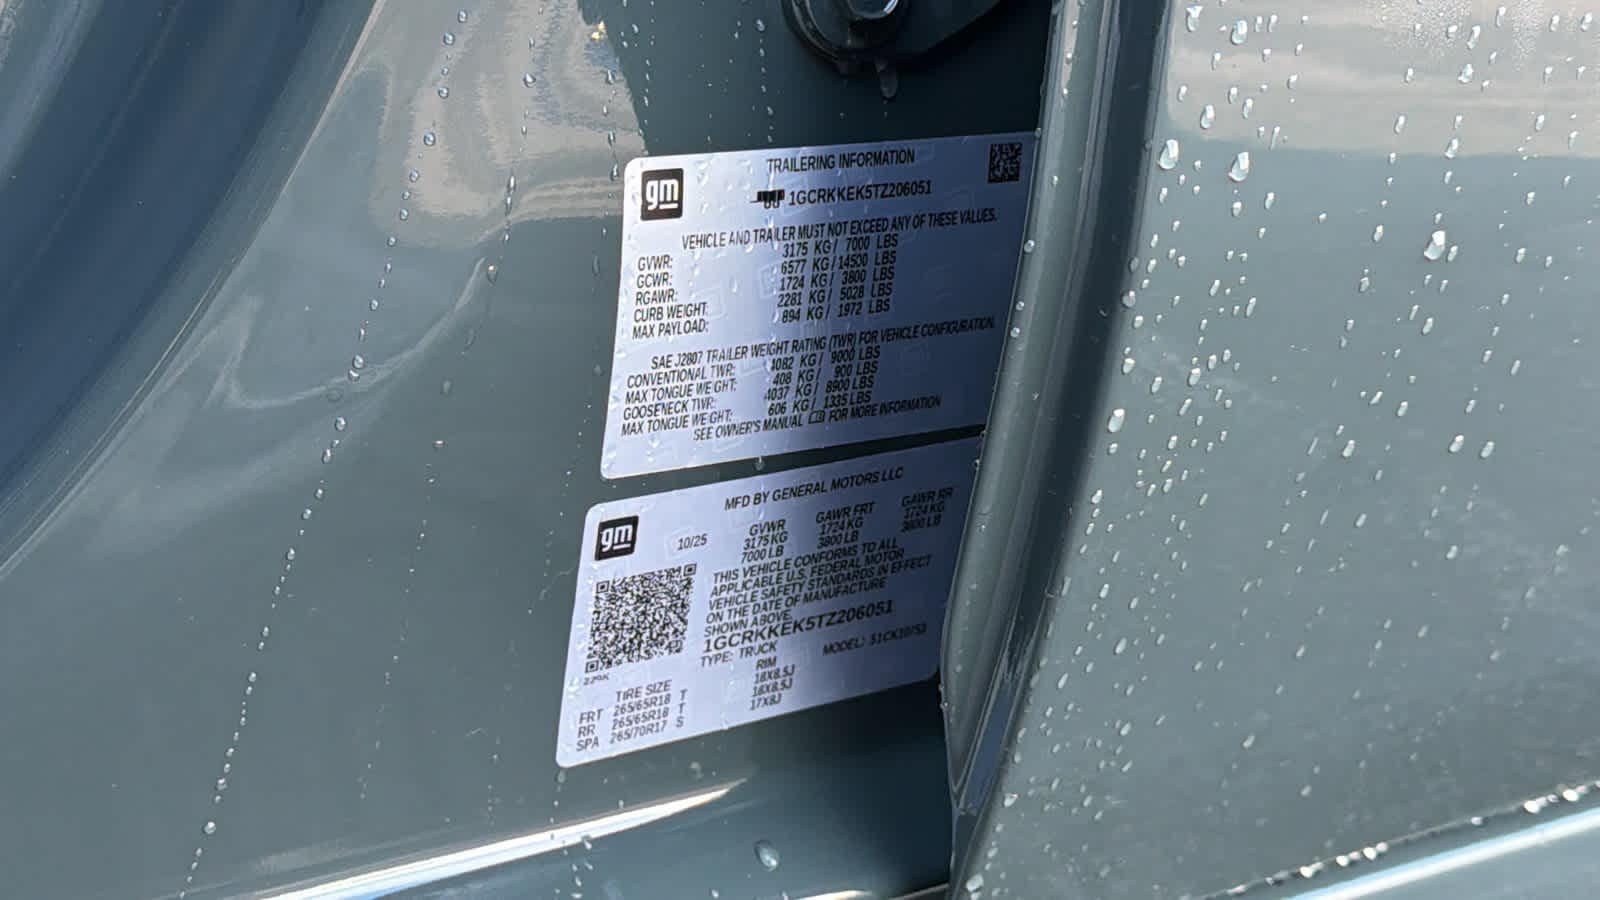 gm
TRAILERING INFORMATION
1GCRKKEK5TZ206051
VEHICLE AND TRAILER MUST NOT EXCEED ANY OF THESE VALUES.
GVWR: 3175 KG / 7000 LBS
GCWR: 6577 KG / 14500 LBS
RGAWR: 1724 KG / 3800 LBS
CURB WEIGHT: 2281 KG / 5028 LBS
MAX PAYLOAD: 894 KG / 1972 LBS
SAE J2807 TRAILER WEIGHT RATING (TWR) FOR VEHICLE CONFIGURATION.
CONVENTIONAL TWR: 4082 KG / 9000 LBS
MAX TONGUE WEIGHT: 408 KG / 900 LBS
GOOSENECK TWR: 4037 KG / 8900 LBS
MAX TONGUE WEIGHT: 606 KG / 1335 LBS
SEE OWNER'S MANUAL FOR MORE INFORMATION
gm
MFD BY GENERAL MOTORS LLC
10/25 GVWR GAWR FRT GAWR RR
3175 KG 1724 KG 1724 KG
7000 LB 3800 LB 3800 LB
THIS VEHICLE CONFORMS TO ALL
APPLICABLE U.S. FEDERAL MOTOR
VEHICLE SAFETY STANDARDS IN EFFECT
ON THE DATE OF MANUFACTURE
SHOWN ABOVE.
1GCRKKEK5TZ206051
TYPE: TRUCK MODEL:
TIRE SIZE RIM
FRT 265/65R18 T 18X8.5J
RR 265/65R18 T 18X8.5J
SPA 265/70R17 S 17X8J